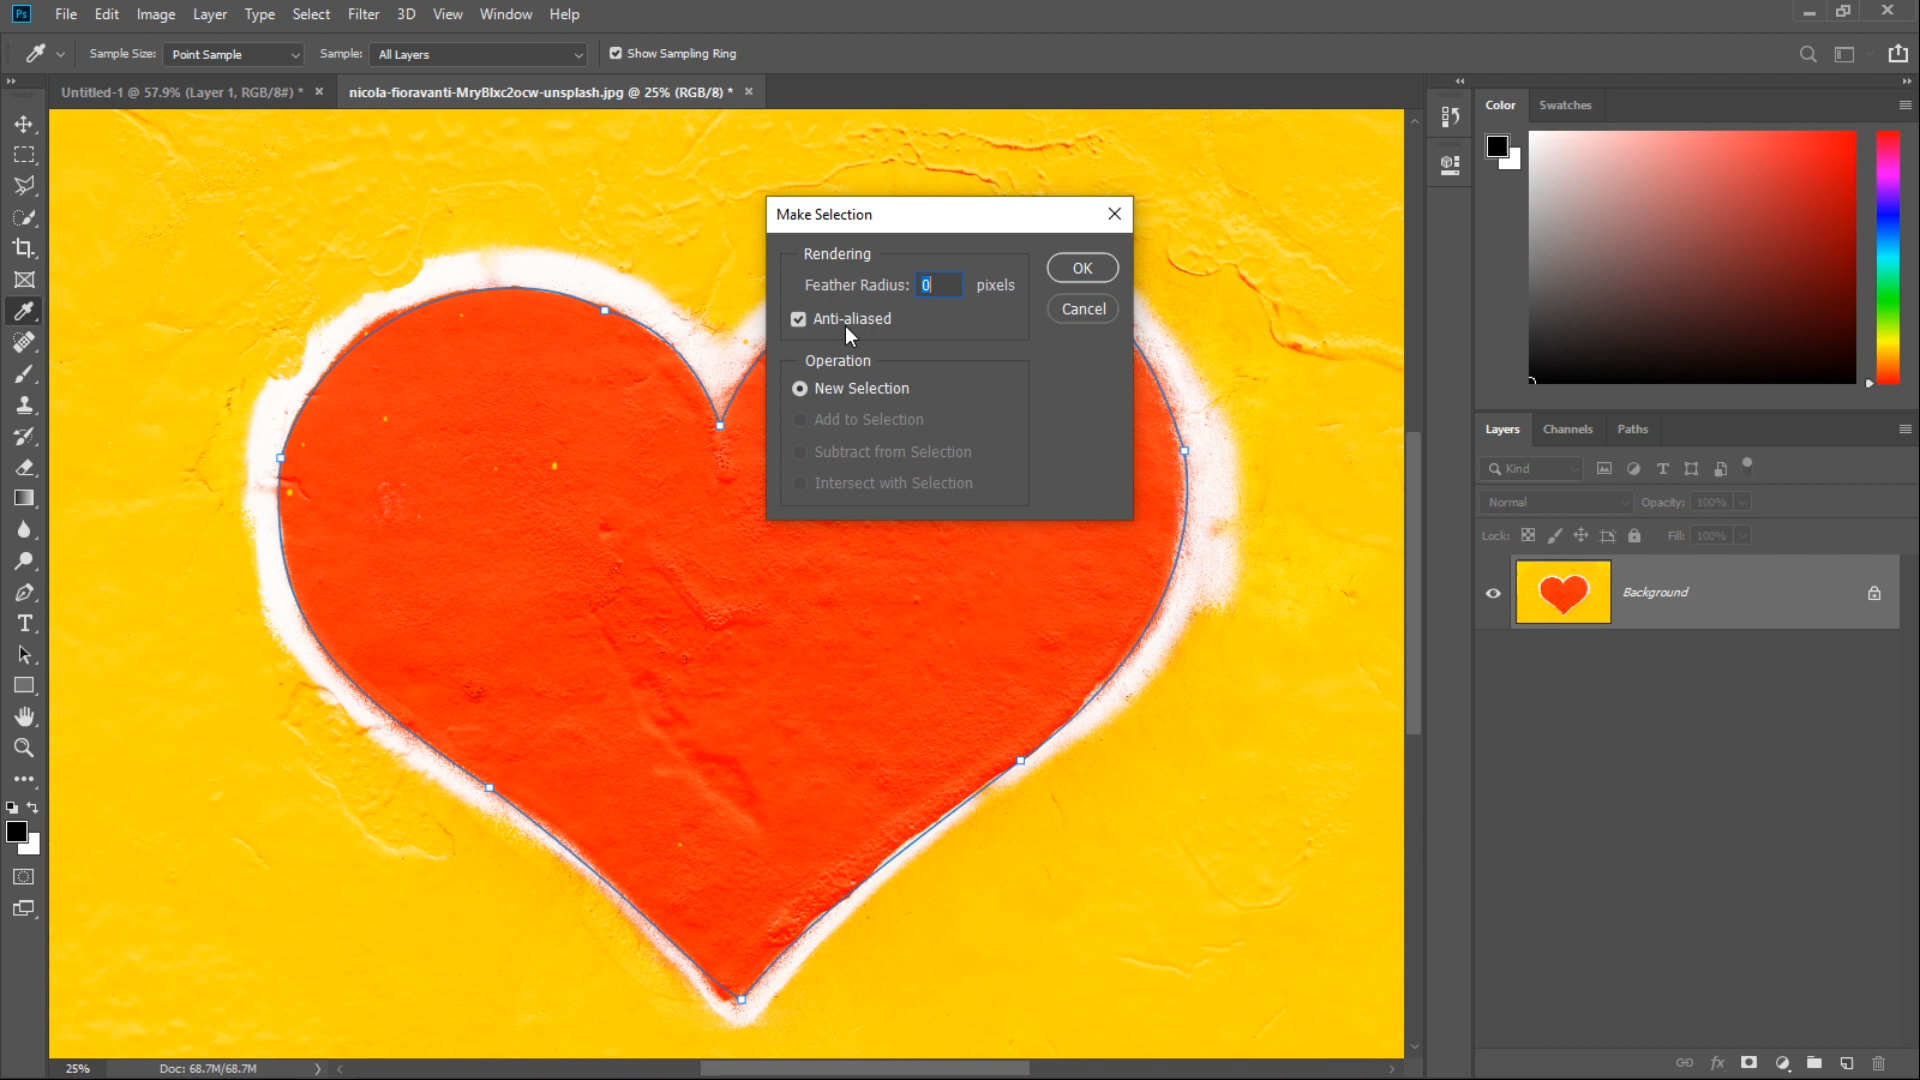 Ps File Edit Image Layer Type Select Filter 3D View Window Help
Sample Size: Point Sample Sample: All Layers Show Sampling Ring
Untitled-1 @ 57.9% (Layer 1, RGB/8#) * nicola-fioravanti-MryBlxc2ocw-unsplash.jpg @ 25% (RGB/8) *
Color Swatches
Make Selection
Rendering
Feather Radius: 0 pixels
Anti-aliased
OK
Cancel
Operation
New Selection
Add to Selection
Subtract from Selection
Intersect with Selection
Layers Channels Paths
Kind
Normal Opacity: 100%
Lock: Fill: 100%
Background
25% Doc: 68.7M/68.7M